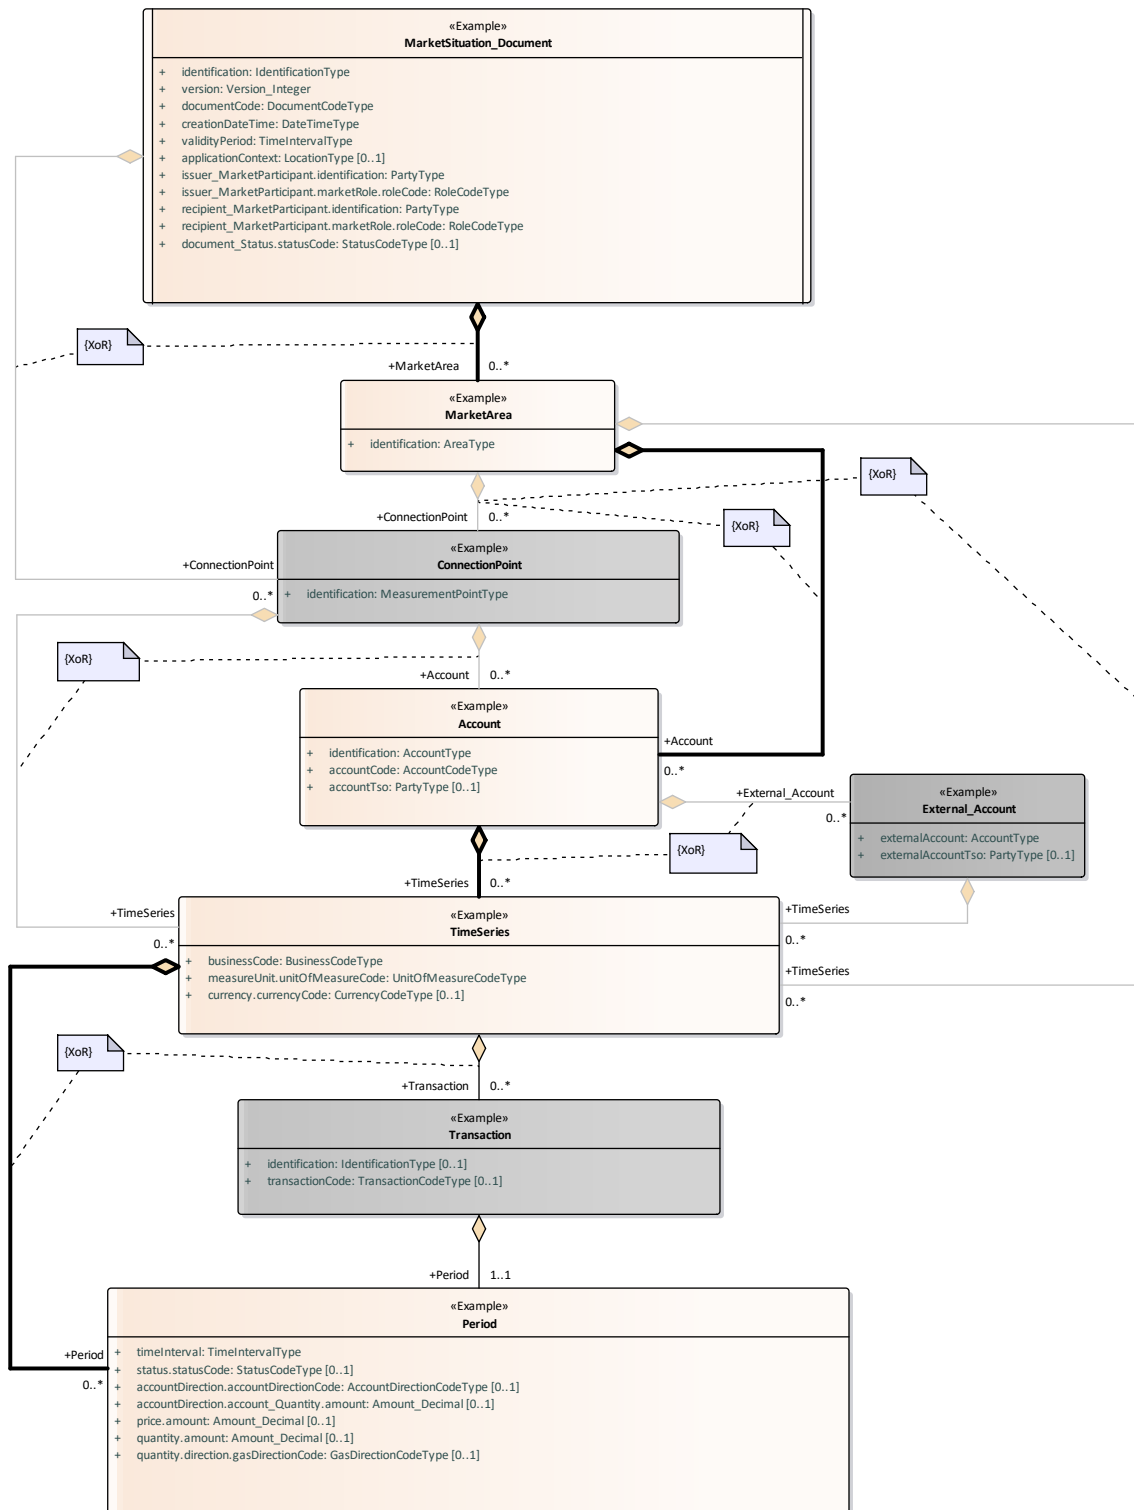 «Example»
MarketSituation_Document
+ identification: IdentificationType
+ version: Version_Integer
+ documentCode: DocumentCodeType
+ creationDateTime: DateTimeType
+ validityPeriod: TimeIntervalType
+ applicationContext: LocationType [0..1]
+ issuer_MarketParticipant.identification: PartyType
+ issuer_MarketParticipant.marketRole.roleCode: RoleCodeType
+ recipient_MarketParticipant.identification: PartyType
+ recipient_MarketParticipant.marketRole.roleCode: RoleCodeType
+ document_Status.statusCode: StatusCodeType [0..1]
{XoR}
+MarketArea 0..*
«Example»
MarketArea
+ identification: AreaType
{XoR}
+ConnectionPoint 0..*
{XoR}
«Example»
ConnectionPoint
+ConnectionPoint
0..*
+ identification: MeasurementPointType
{XoR}
+Account 0..*
«Example»
Account
+ identification: AccountType
+ accountCode: AccountCodeType
+ accountTso: PartyType [0..1]
+Account
0..*
+External_Account
0..*
«Example»
External_Account
+ externalAccount: AccountType
+ externalAccountTso: PartyType [0..1]
{XoR}
+TimeSeries 0..*
+TimeSeries
0..*
«Example»
TimeSeries
+ businessCode: BusinessCodeType
+ measureUnit.unitOfMeasureCode: UnitOfMeasureCodeType
+ currency.currencyCode: CurrencyCodeType [0..1]
+TimeSeries
0..*
+TimeSeries
0..*
{XoR}
+Transaction 0..*
«Example»
Transaction
+ identification: IdentificationType [0..1]
+ transactionCode: TransactionCodeType [0..1]
+Period 1..1
«Example»
Period
+Period
0..*
+ timeInterval: TimeIntervalType
+ status.statusCode: StatusCodeType [0..1]
+ accountDirection.accountDirectionCode: AccountDirectionCodeType [0..1]
+ accountDirection.account_Quantity.amount: Amount_Decimal [0..1]
+ price.amount: Amount_Decimal [0..1]
+ quantity.amount: Amount_Decimal [0..1]
+ quantity.direction.gasDirectionCode: GasDirectionCodeType [0..1]